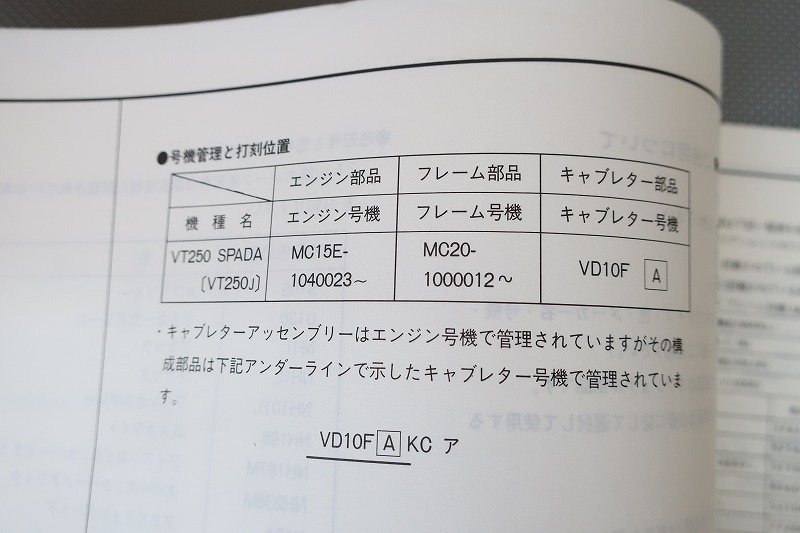 ●号機管理と打刻位置
エンジン部品 フレーム部品 キャブレター部品
機種名 エンジン号機 フレーム号機 キャブレター号機
VT250 SPADA MC15E- MC20- VD10F A
(VT250J) 1040023～ 1000012～
・キャブレターアッセンブリーはエンジン号機で管理されていますがその構
成部品は下記アンダーラインで示したキャブレター号機で管理されていま
す。
VD10F A KC ア